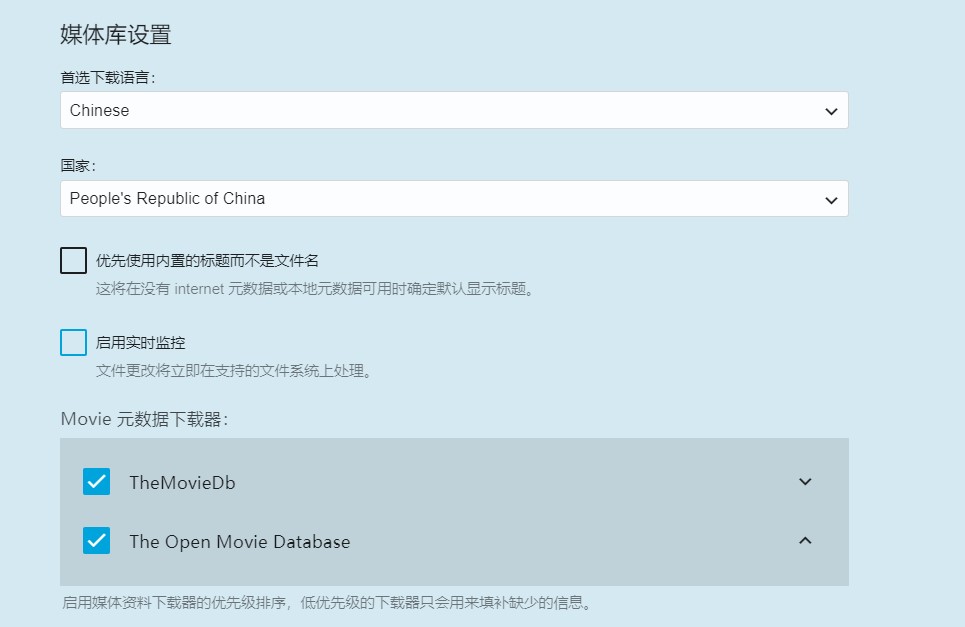 媒体库设置
首选下载语言：
Chinese
国家：
People's Republic of China
优先使用内置的标题而不是文件名
这将在没有 internet 元数据或本地元数据可用时确定默认显示标题。
启用实时监控
文件更改将立即在支持的文件系统上处理。
Movie 元数据下载器：
TheMovieDb
The Open Movie Database
启用媒体资料下载器的优先级排序，低优先级的下载器只会用来填补缺少的信息。